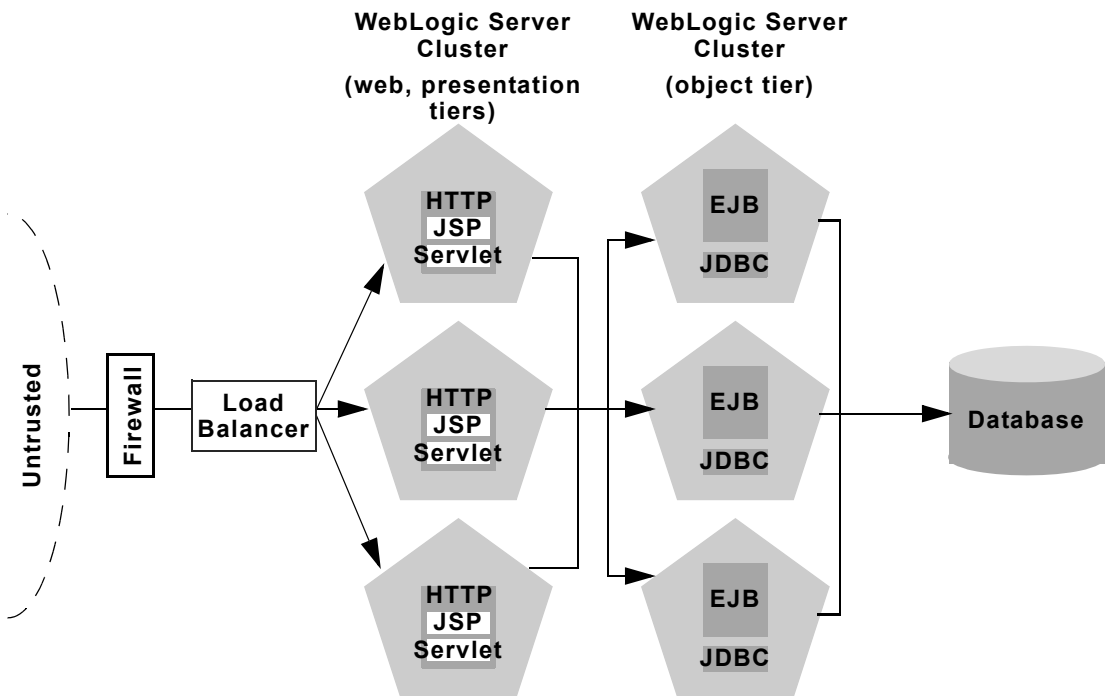 WebLogic Server
Cluster
(web, presentation
tiers)
WebLogic Server
Cluster
(object tier)
Untrusted
Firewall
Load
Balancer
HTTP
JSP
Servlet
HTTP
JSP
Servlet
HTTP
JSP
Servlet
EJB
JDBC
EJB
JDBC
EJB
JDBC
Database